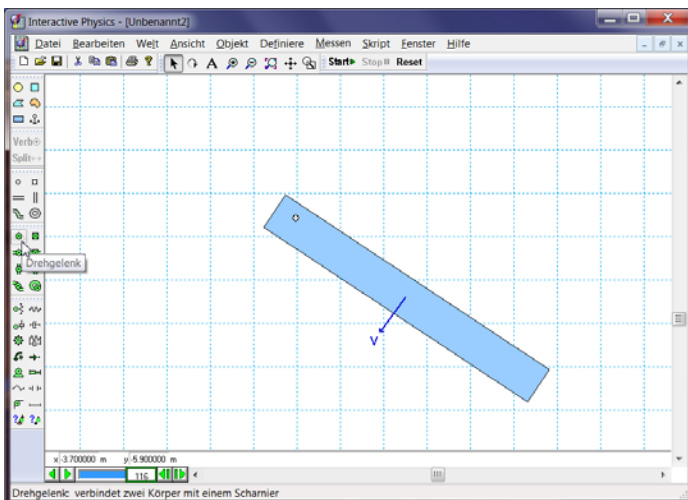 Interactive Physics - [Unbenannt2]
Datei Bearbeiten Welt Ansicht Objekt Definiere Messen Skript Fenster Hilfe
A Start Stop Reset
Verb
Split
Drehgelenk
V
x -3.700000 m y -5.900000 m
116
Drehgelenk: verbindet zwei Körper mit einem Scharnier